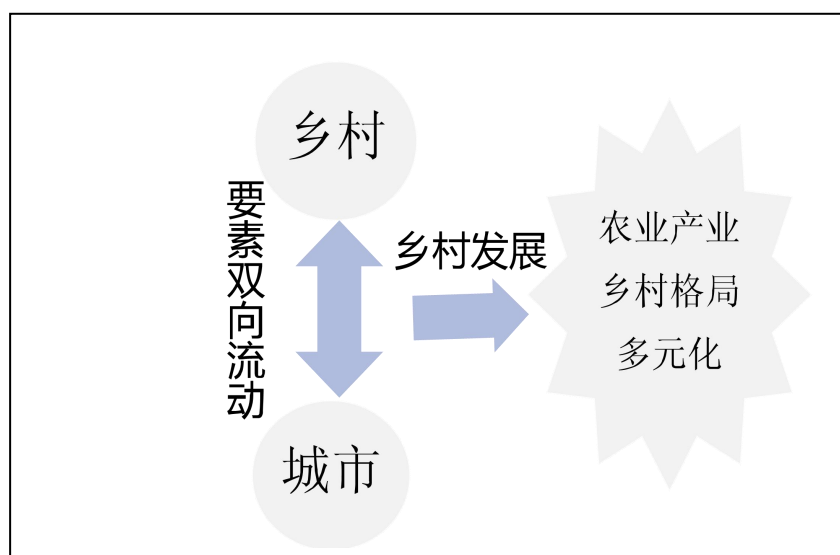 乡村
要素双向流动
乡村发展
城市
农业产业
乡村格局
多元化